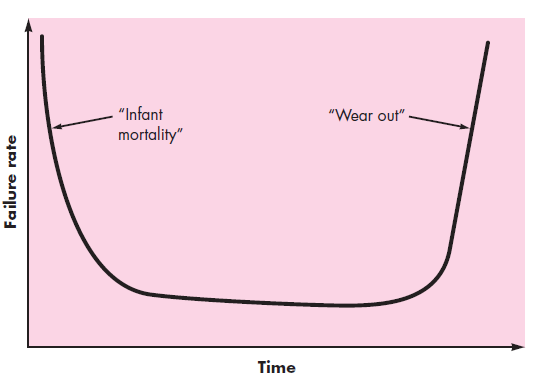 “Infant
mortality”
“Wear out”
Failure rate
Time